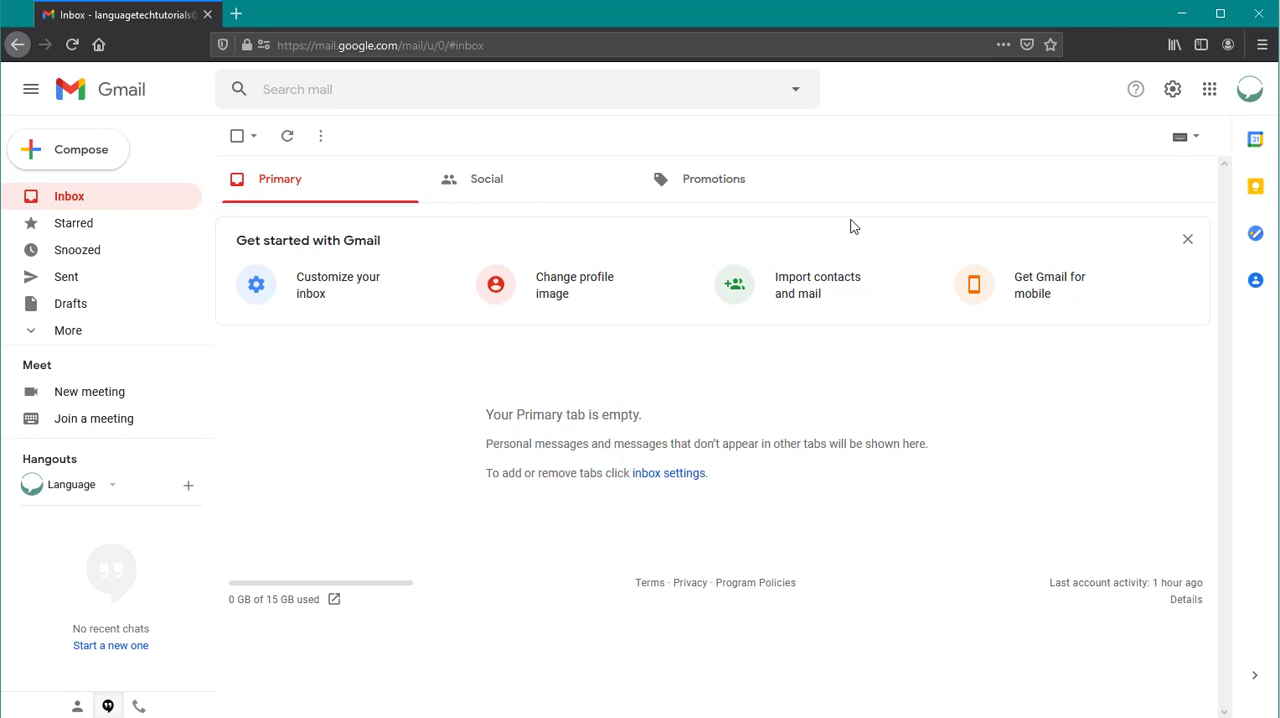 Inbox - languagetechtutorials@
https://mail.google.com/mail/u/0/#inbox
Gmail
Search mail
Compose
Inbox
Starred
Snoozed
Sent
Drafts
More
Meet
New meeting
Join a meeting
Hangouts
Language
No recent chats
Start a new one
Primary
Social
Promotions
Get started with Gmail
Customize your
inbox
Change profile
image
Import contacts
and mail
Get Gmail for
mobile
Your Primary tab is empty.
Personal messages and messages that don't appear in other tabs will be shown here.
To add or remove tabs click inbox settings.
0 GB of 15 GB used
Terms · Privacy · Program Policies
Last account activity: 1 hour ago
Details
31